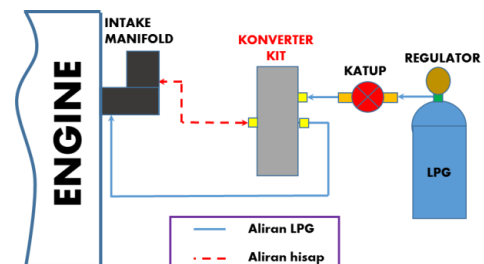 INTAKE
MANIFOLD
KONVERTER
KIT
KATUP
REGULATOR
ENGINE
LPG
Aliran LPG
Aliran hisap